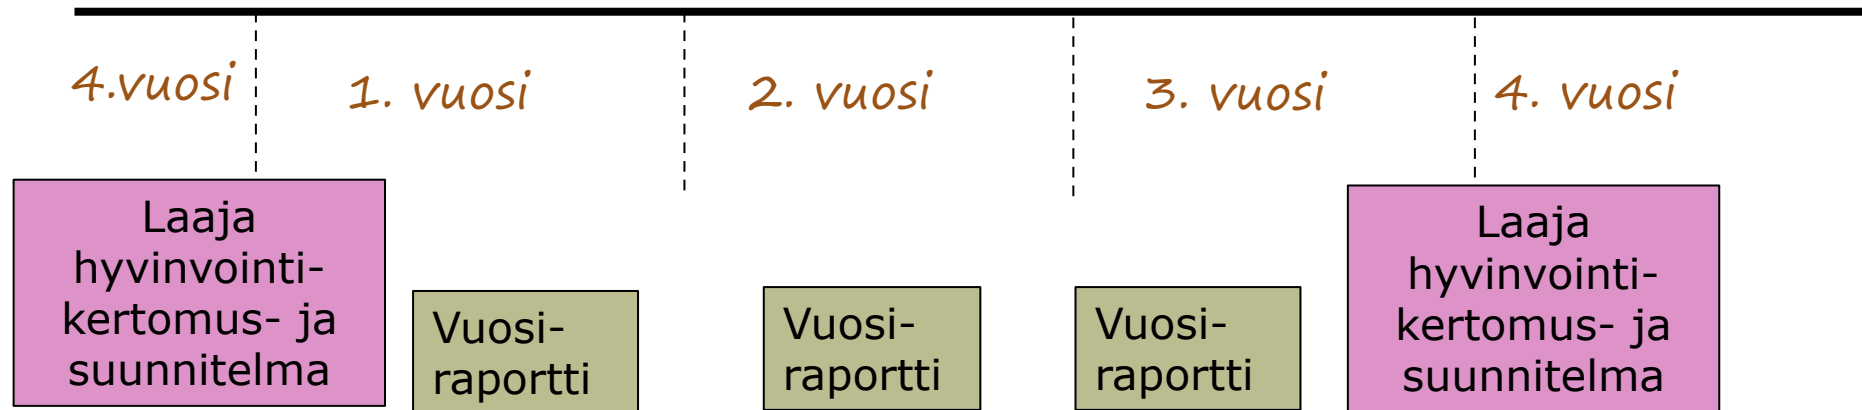 4.vuosi
1. vuosi
2. vuosi
3. vuosi
4. vuosi
Laaja
hyvinvointi-
kertomus- ja
suunnitelma
Vuosi-
raportti
Vuosi-
raportti
Vuosi-
raportti
Laaja
hyvinvointi-
kertomus- ja
suunnitelma